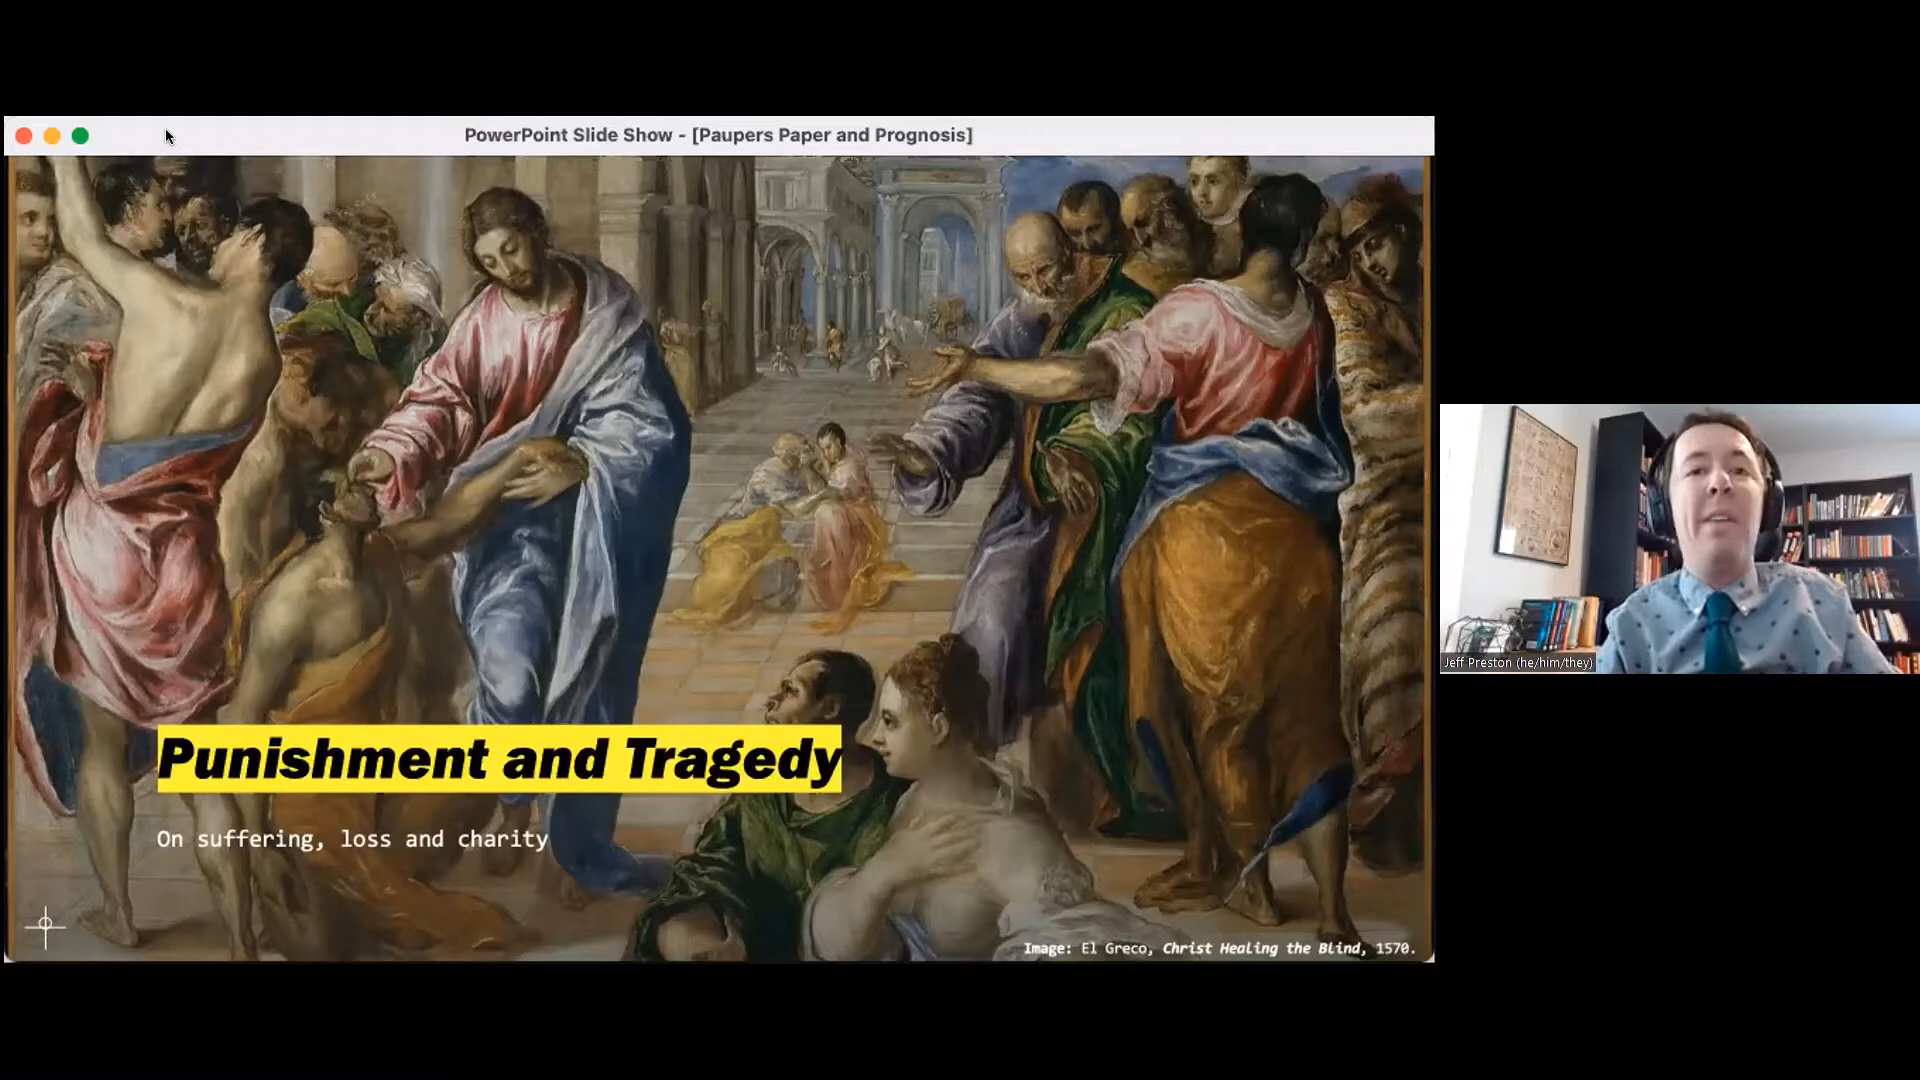 PowerPoint Slide Show - [Paupers Paper and Prognosis]
Punishment and Tragedy
On suffering, loss and charity
Image: El Greco, Christ Healing the Blind, 1570.
Jeff Preston (he/him/they)